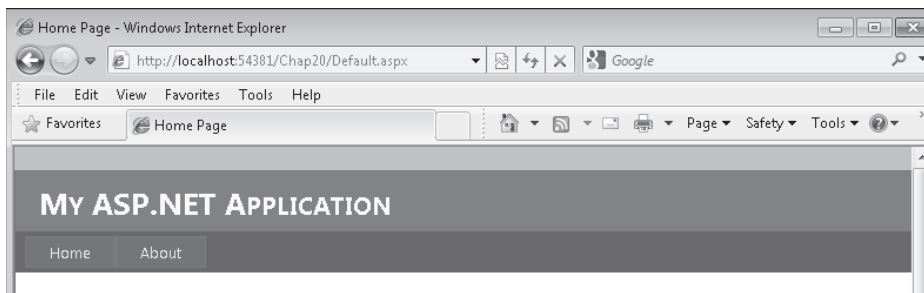 Home Page - Windows Internet Explorer
http://localhost:54381/Chap20/Default.aspx
Google
File Edit View Favorites Tools Help
Favorites Home Page Page Safety Tools
MY ASP.NET APPLICATION
Home About